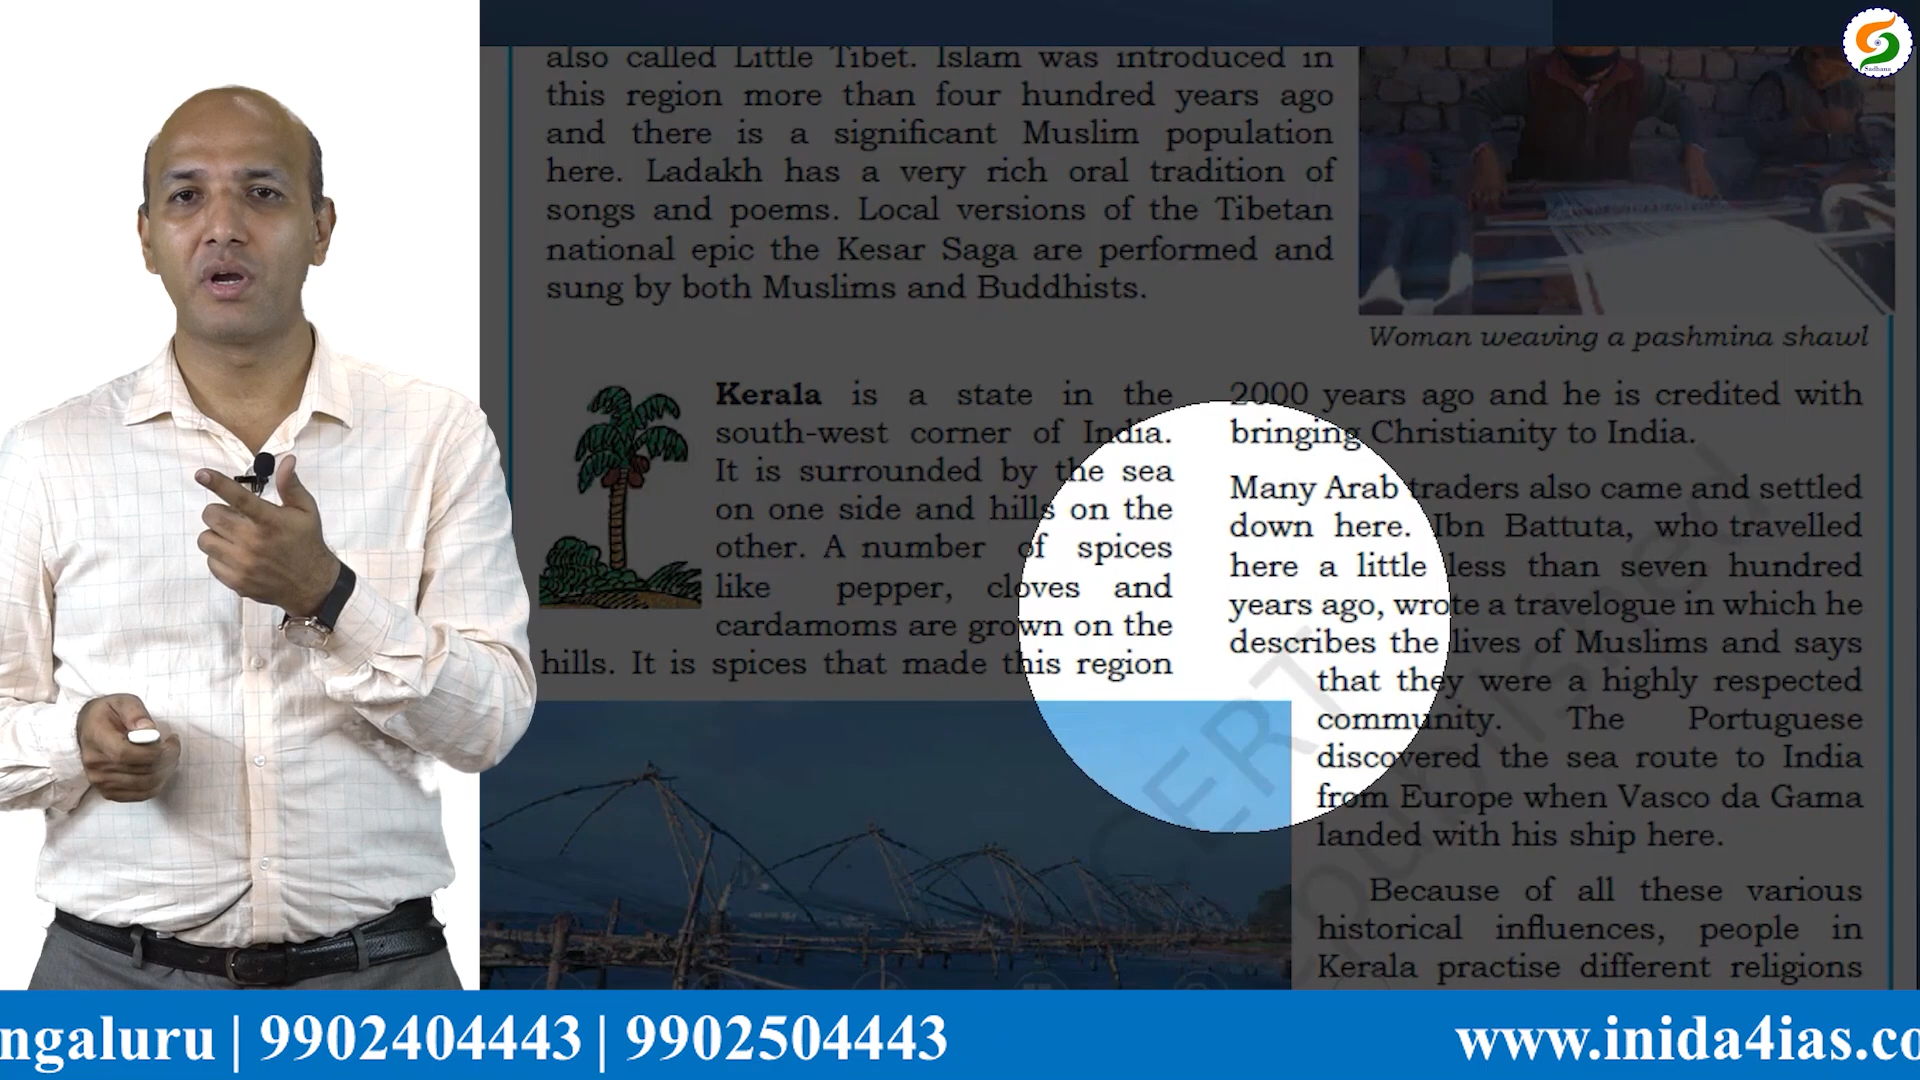 also called Little Tibet. Islam was introduced in
this region more than four hundred years ago
and there is a significant Muslim population
here. Ladakh has a very rich oral tradition of
songs and poems. Local versions of the Tibetan
national epic the Kesar Saga are performed and
sung by both Muslims and Buddhists.
Woman weaving a pashmina shawl
Kerala is a state in the
south-west corner of India.
It is surrounded by the sea
on one side and hills on the
other. A number of spices
like pepper, cloves and
cardamoms are grown on the
hills. It is spices that made this region
2000 years ago and he is credited with
bringing Christianity to India.
Many Arab traders also came and settled
down here. Ibn Battuta, who travelled
here a little less than seven hundred
years ago, wrote a travelogue in which he
describes the lives of Muslims and says
that they were a highly respected
community. The Portuguese
discovered the sea route to India
from Europe when Vasco da Gama
landed with his ship here.
Because of all these various
historical influences, people in
Kerala practise different religions
Sadhana
ngaluru | 9902404443 | 9902504443
www.inida4ias.co